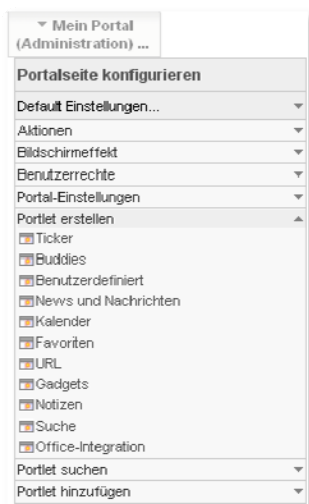 Mein Portal
(Administration) ...
Portalseite konfigurieren
Default Einstellungen...
Aktionen
Bildschirmeffekt
Benutzerrechte
Portal-Einstellungen
Portlet erstellen
Ticker
Buddies
Benutzerdefiniert
News und Nachrichten
Kalender
Favoriten
URL
Gadgets
Notizen
Suche
Office-Integration
Portlet suchen
Portlet hinzufügen